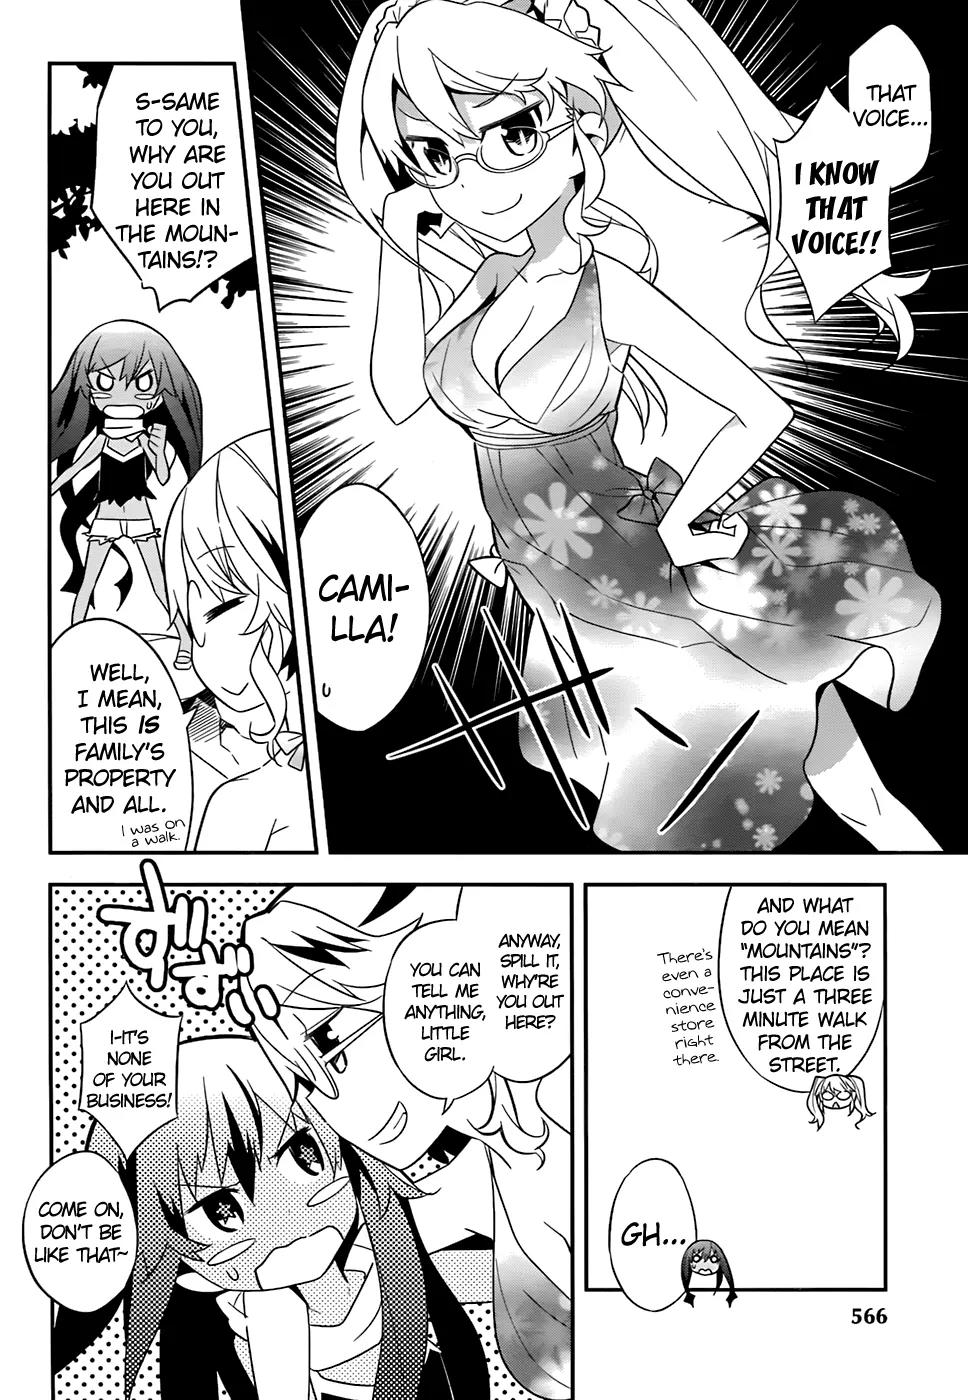 THAT
VOICE...
I KNOW
THAT
VOICE!!
CAMI-
LLA!
S-SAME
TO YOU,
WHY ARE
YOU OUT
HERE IN
THE MOUN-
TAINS!?
WELL,
I MEAN,
THIS IS
FAMILY'S
PROPERTY
AND ALL.
I was on
a walk.
AND WHAT
DO YOU MEAN
"MOUNTAINS"?
THIS PLACE IS
JUST A THREE
MINUTE WALK
FROM THE
STREET.
There's
even a
conve-
nience
store
right
there.
GH...
ANYWAY,
SPILL IT,
WHY'RE
YOU OUT
HERE?
YOU CAN
TELL ME
ANYTHING,
LITTLE
GIRL.
ずずいっ
I-IT'S
NONE
OF YOUR
BUSINESS!
COME ON,
DON'T BE
LIKE THAT~
566